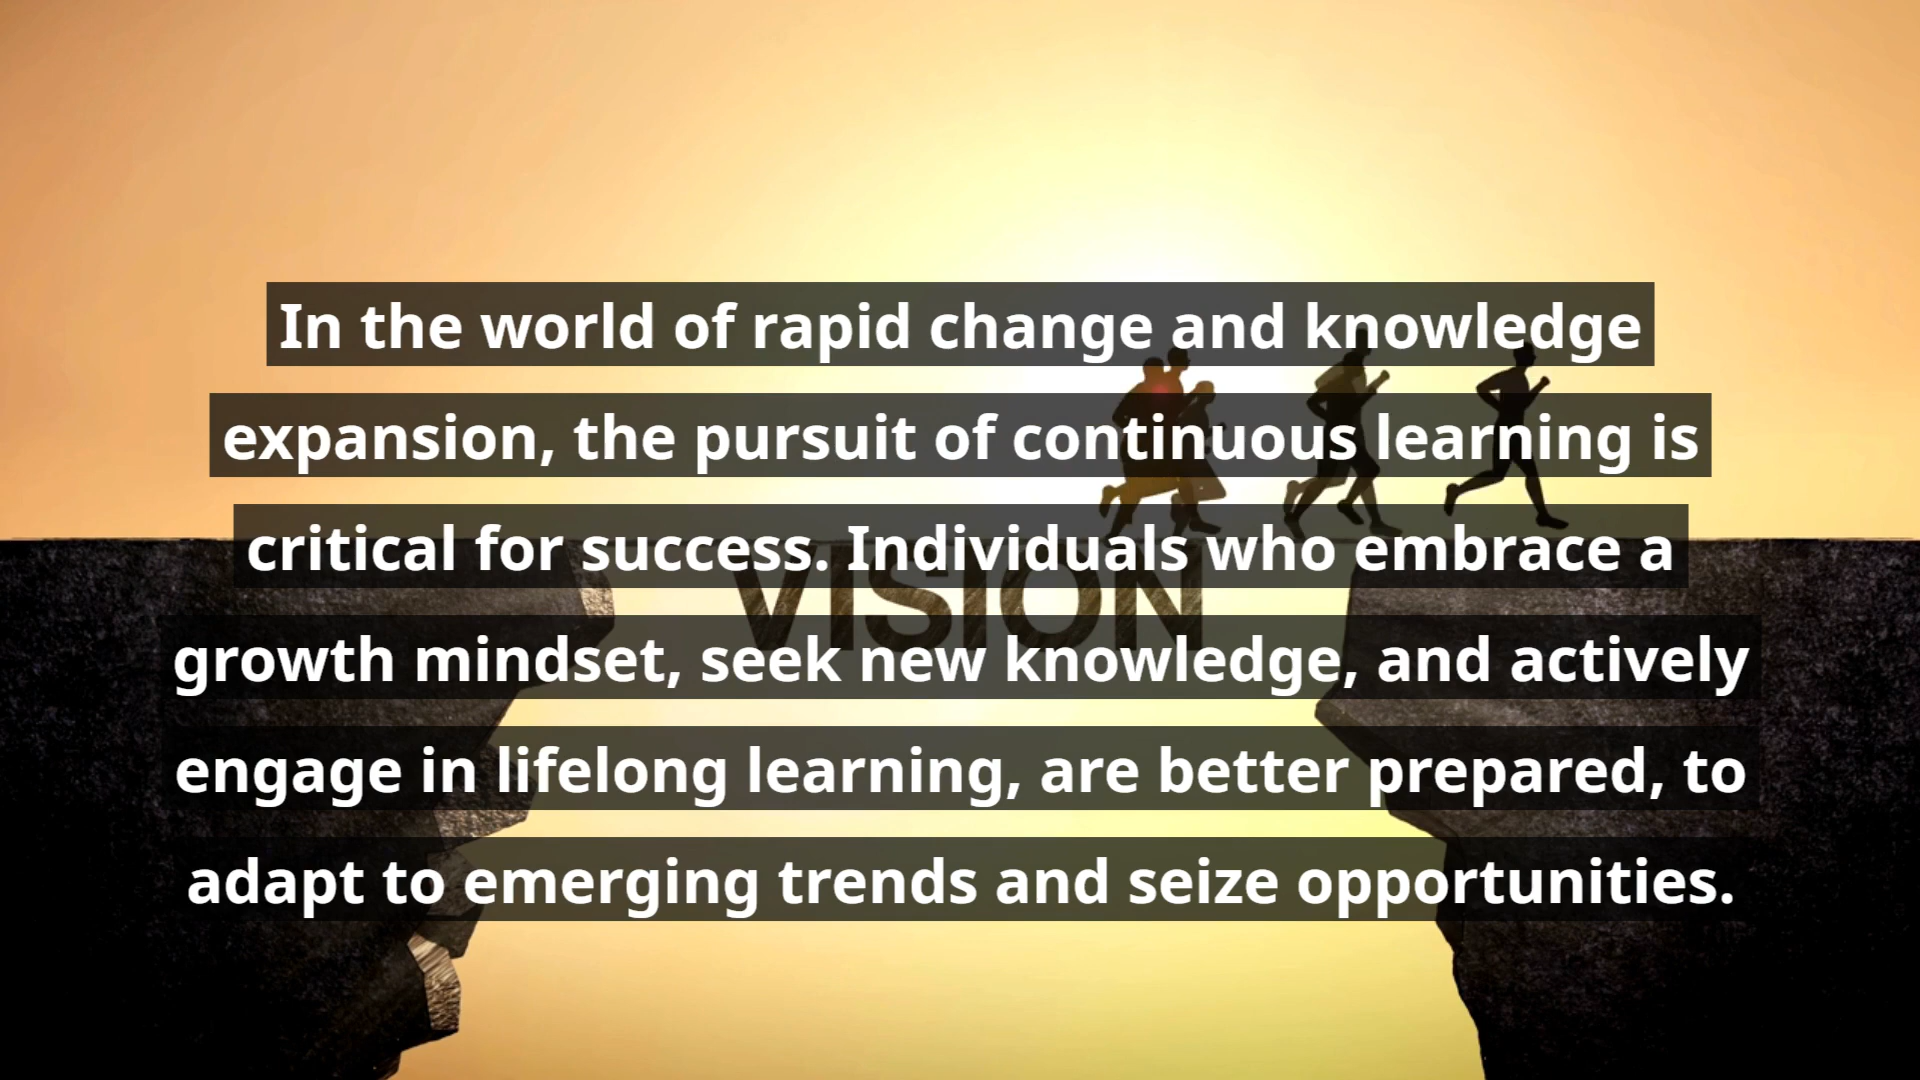 In the world of rapid change and knowledge
expansion, the pursuit of continuous learning is
critical for success. Individuals who embrace a
VISION
growth mindset, seek new knowledge, and actively
engage in lifelong learning, are better prepared, to
adapt to emerging trends and seize opportunities.